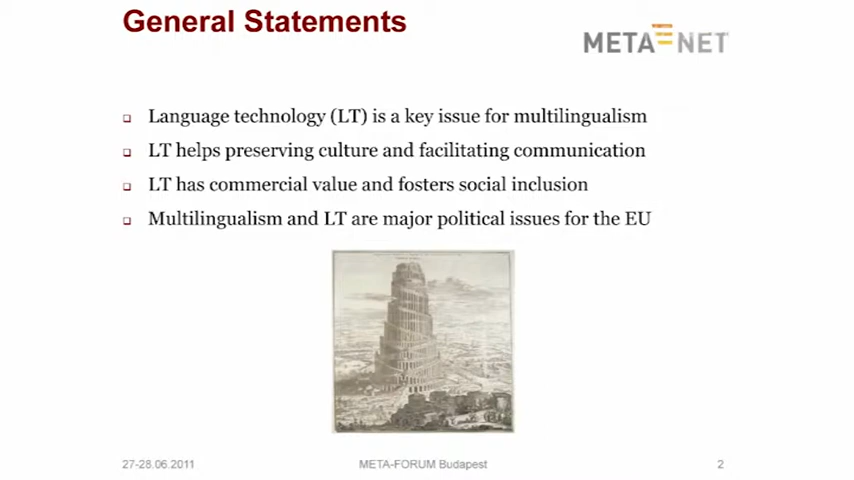 General Statements
META NET
Language technology (LT) is a key issue for multilingualism
LT helps preserving culture and facilitating communication
LT has commercial value and fosters social inclusion
Multilingualism and LT are major political issues for the EU
27-28.06.2011 META-FORUM Budapest 2